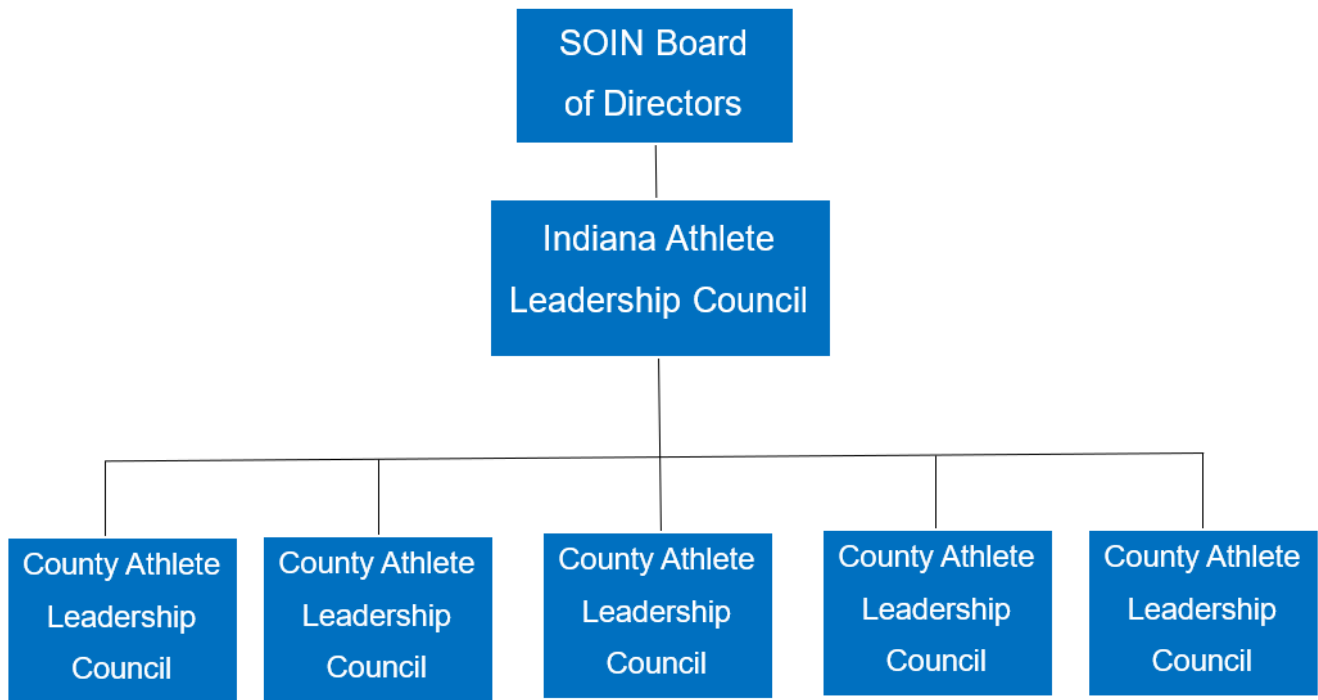 SOIN Board
of Directors
Indiana Athlete
Leadership Council
County Athlete
Leadership
Council
County Athlete
Leadership
Council
County Athlete
Leadership
Council
County Athlete
Leadership
Council
County Athlete
Leadership
Council